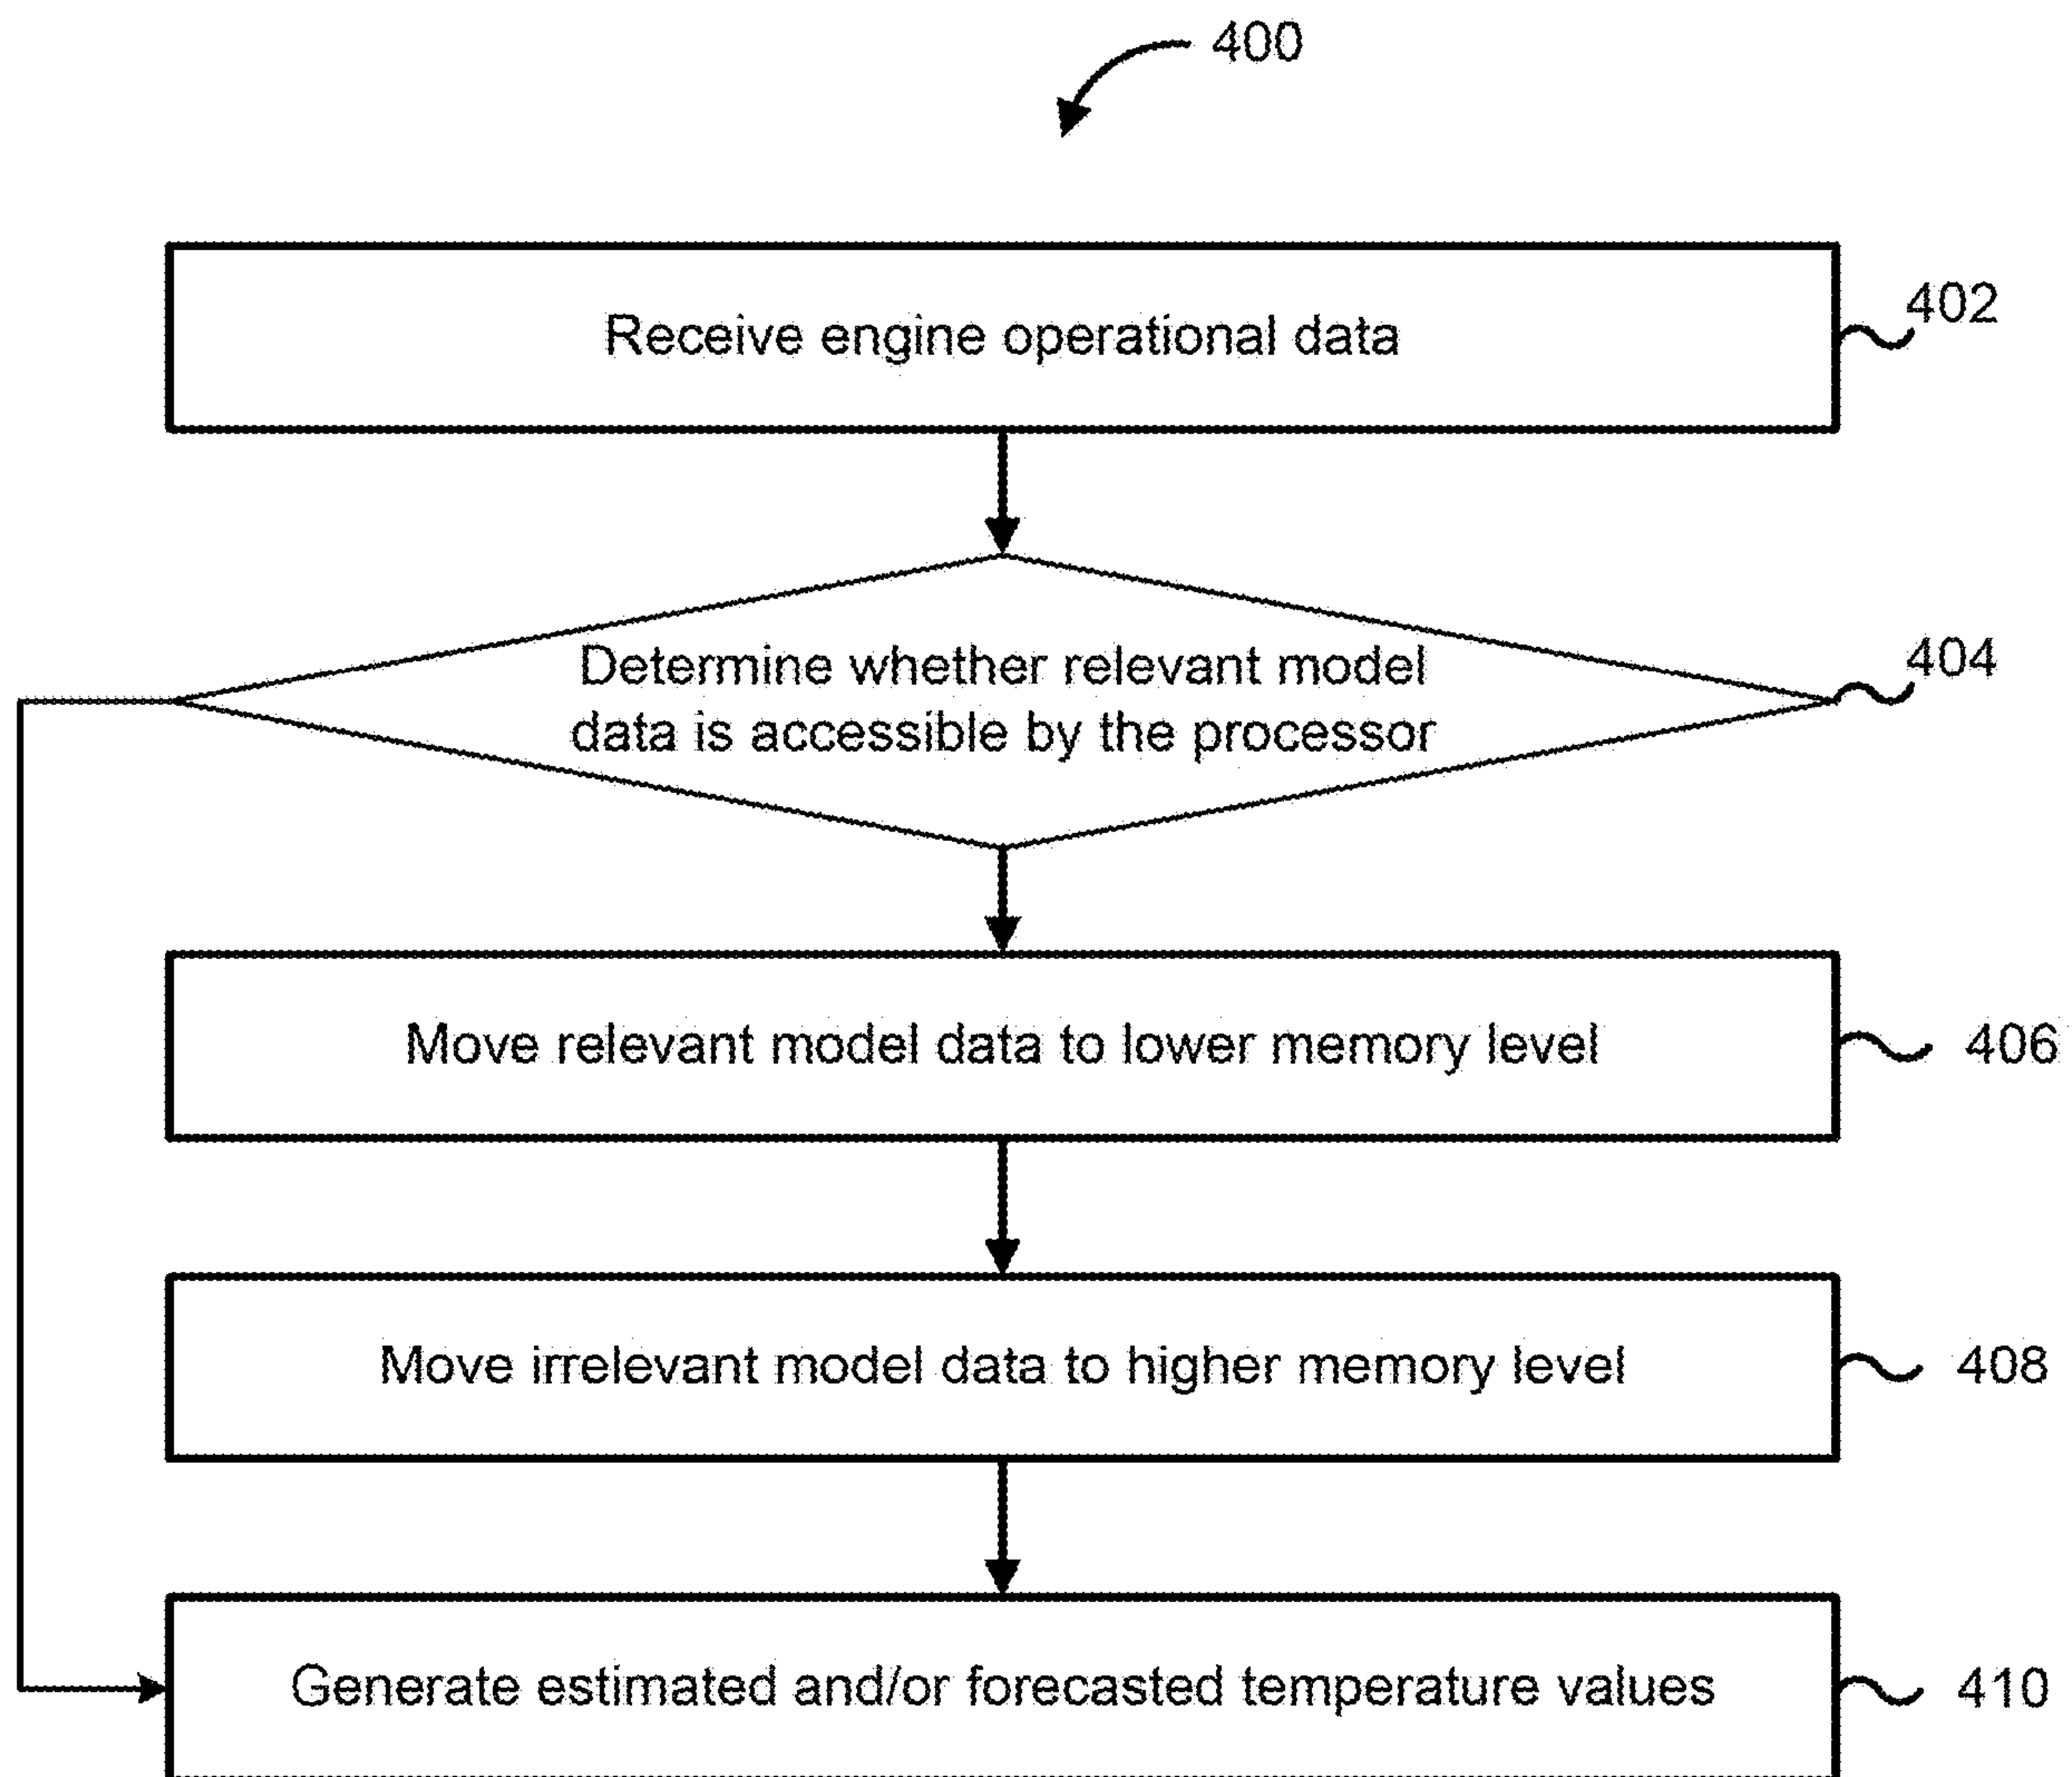 400
Receive engine operational data
402
Determine whether relevant model
data is accessible by the processor
404
Move relevant model data to lower memory level
406
Move irrelevant model data to higher memory level
408
Generate estimated and/or forecasted temperature values
410